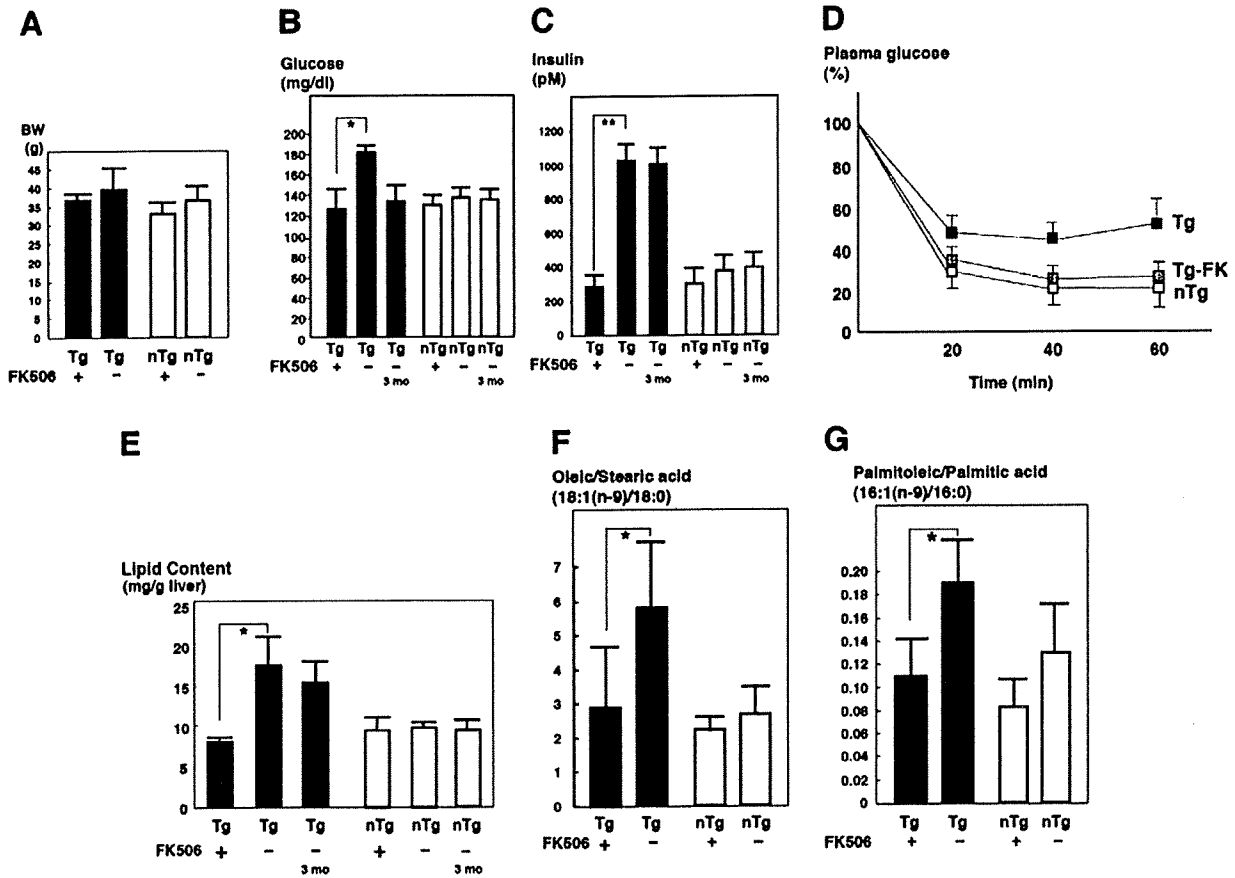 A
BW
(g)
45
40
35
30
25
20
15
10
5
0
Tg Tg nTg nTg
FK506 + − + −
B
Glucose
(mg/dl)
200
180
160
140
120
100
80
60
40
20
0
*
Tg Tg Tg nTg nTg nTg
FK506 + − − + − −
3 mo 3 mo
C
Insulin
(pM)
1200
1000
800
600
400
200
0
**
Tg Tg Tg nTg nTg nTg
FK506 + − − + − −
3 mo 3 mo
D
Plasma glucose
(%)
100
80
60
40
20
0
Tg
Tg-FK
nTg
20 40 60
Time (min)
E
Lipid Content
(mg/g liver)
25
20
15
10
5
0
*
Tg Tg Tg nTg nTg nTg
FK506 + − − + − −
3 mo 3 mo
F
Oleic/Stearic acid
(18:1(n-9)/18:0)
7
6
5
4
3
2
1
0
*
Tg Tg nTg nTg
FK506 + − + −
G
Palmitoleic/Palmitic acid
(16:1(n-9)/16:0)
0.20
0.18
0.16
0.14
0.12
0.10
0.08
0.06
0.04
0.02
0
*
Tg Tg nTg nTg
FK506 + − + −